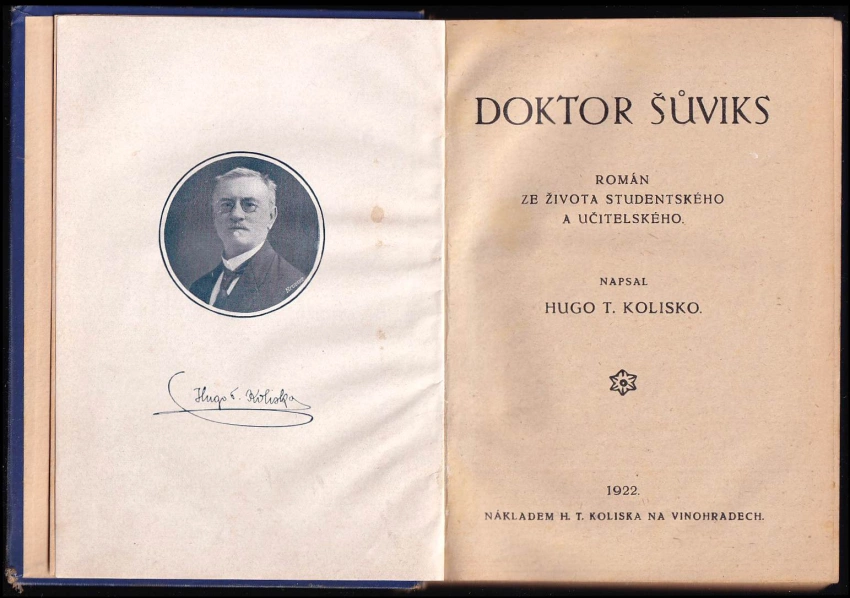 Hugo T. Kolisko
DOKTOR ŠŮVIKS
ROMÁN
ZE ŽIVOTA STUDENTSKÉHO
A UČITELSKÉHO.
NAPSAL
HUGO T. KOLISKO.
1922.
NÁKLADEM H. T. KOLISKA NA VINOHRADECH.